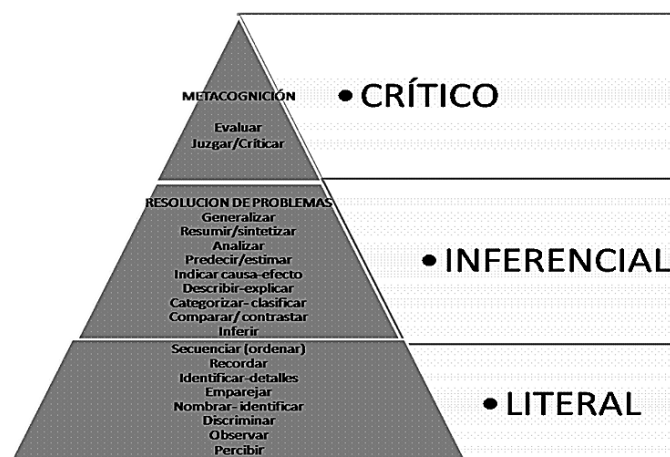 METACOGNICIÓN
Evaluar
Juzgar/Criticar
• CRÍTICO
RESOLUCION DE PROBLEMAS
Generalizar
Resumir/sintetizar
Analizar
Predecir/estimar
Indicar causa-efecto
Describir-explicar
Categorizar- clasificar
Comparar/ contrastar
Inferir
• INFERENCIAL
Secuenciar (ordenar)
Recordar
Identificar-detalles
Emparejar
Nombrar- identificar
Discriminar
Observar
Percibir
• LITERAL